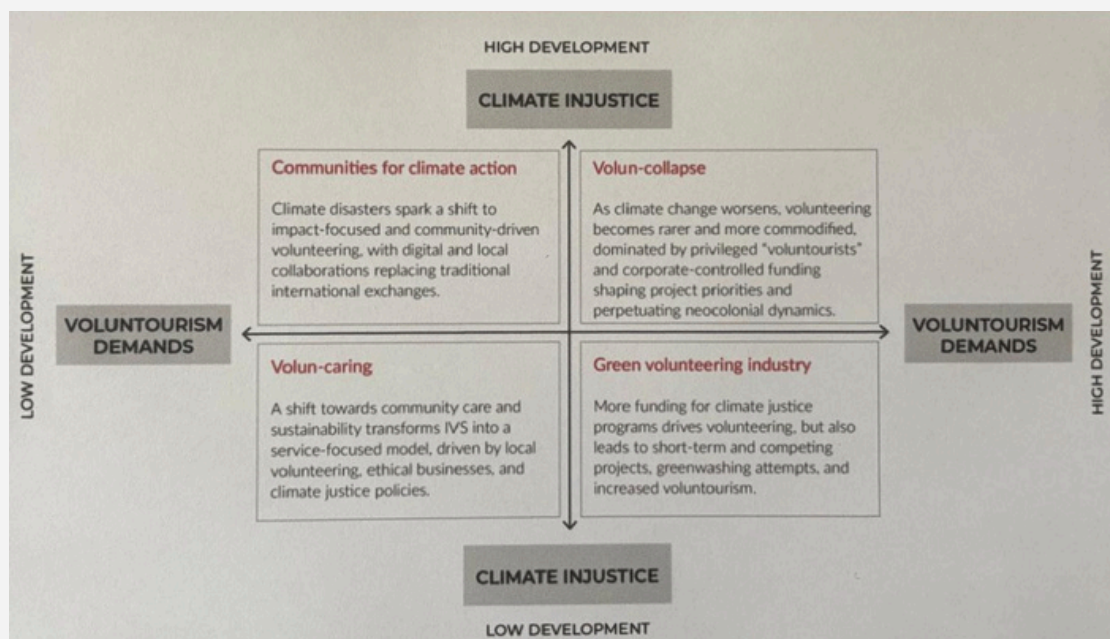 HIGH DEVELOPMENT
CLIMATE INJUSTICE
Communities for climate action
Climate disasters spark a shift to
impact-focused and community-driven
volunteering, with digital and local
collaborations replacing traditional
international exchanges.
Volun-collapse
As climate change worsens, volunteering
becomes rarer and more commodified,
dominated by privileged "voluntourists"
and corporate-controlled funding
shaping project priorities and
perpetuating neocolonial dynamics.
LOW DEVELOPMENT
VOLUNTOURISM
DEMANDS
VOLUNTOURISM
DEMANDS
HIGH DEVELOPMENT
Volun-caring
A shift towards community care and
sustainability transforms IVS into a
service-focused model, driven by local
volunteering, ethical businesses, and
climate justice policies.
Green volunteering industry
More funding for climate justice
programs drives volunteering, but also
leads to short-term and competing
projects, greenwashing attempts, and
increased voluntourism.
CLIMATE INJUSTICE
LOW DEVELOPMENT